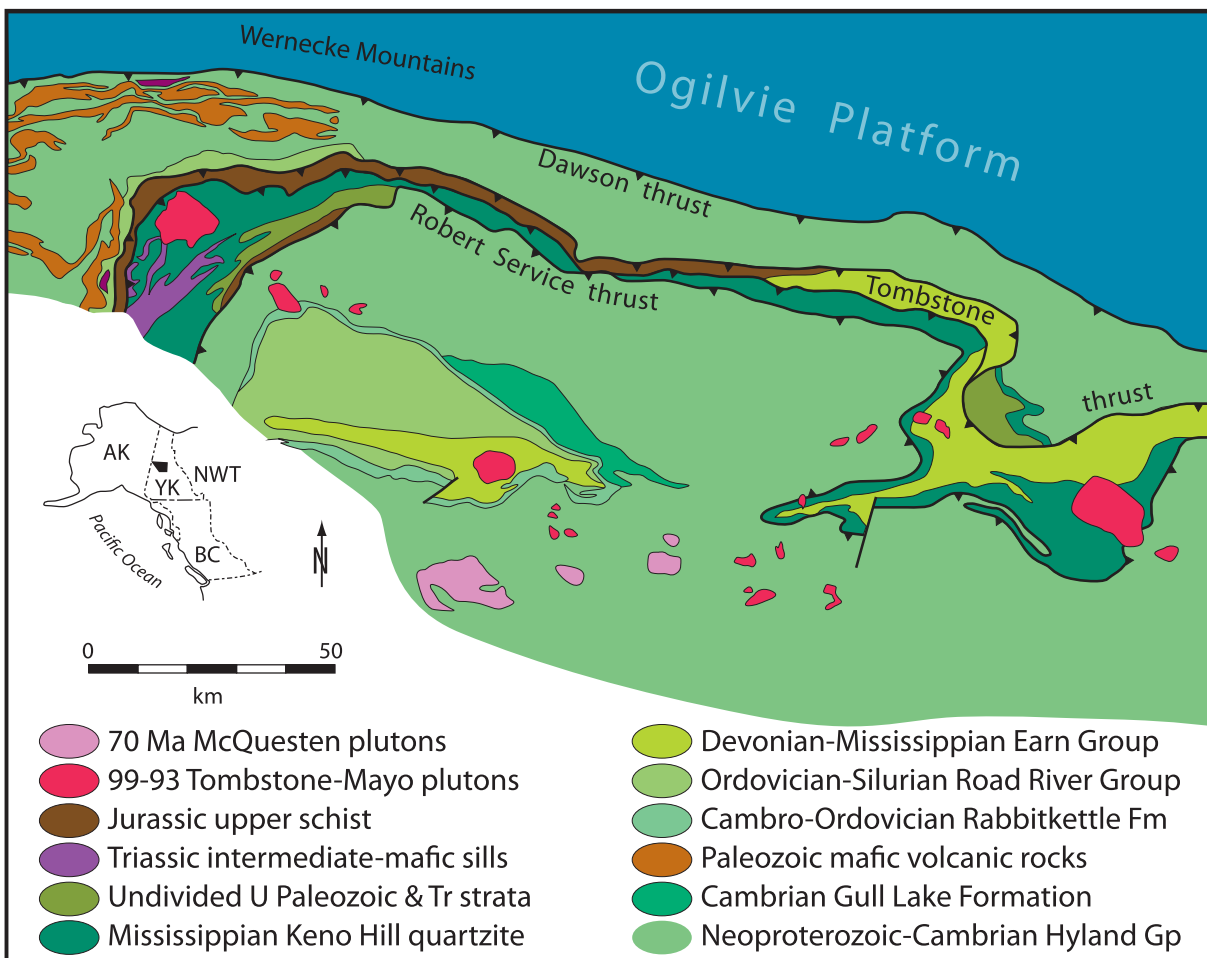 Wernecke Mountains
Ogilvie Platform
Dawson thrust
Robert Service thrust
Tombstone
thrust
AK
NWT
YK
BC
Pacific Ocean
N
0 50
km
70 Ma McQuesten plutons
99-93 Tombstone-Mayo plutons
Jurassic upper schist
Triassic intermediate-mafic sills
Undivided U Paleozoic & Tr strata
Mississippian Keno Hill quartzite
Devonian-Mississippian Earn Group
Ordovician-Silurian Road River Group
Cambro-Ordovician Rabbitkettle Fm
Paleozoic mafic volcanic rocks
Cambrian Gull Lake Formation
Neoproterozoic-Cambrian Hyland Gp